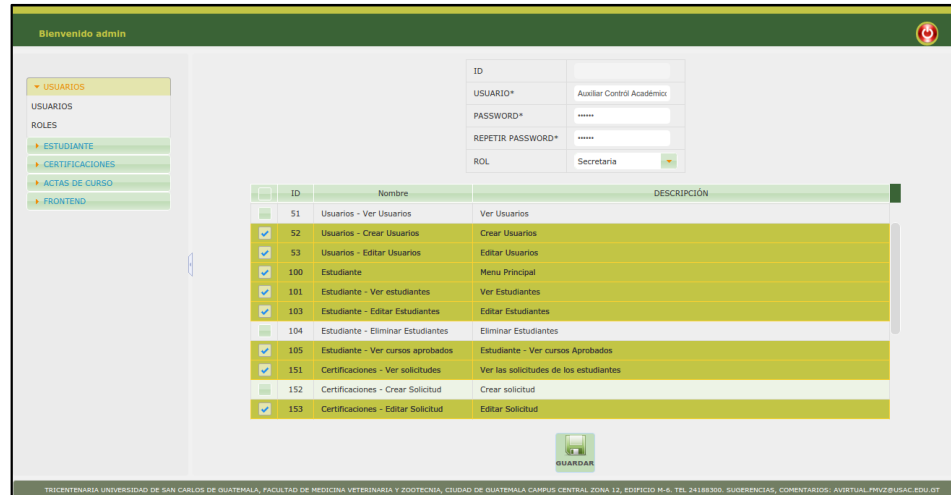 Bienvenido admin
USUARIOS
USUARIOS
ROLES
ESTUDIANTE
CERTIFICACIONES
ACTAS DE CURSO
FRONTEND
ID
USUARIO* Auxiliar Contról Académico
PASSWORD* ••••••
REPETIR PASSWORD* ••••••
ROL Secretaria
ID Nombre DESCRIPCIÓN
51 Usuarios - Ver Usuarios Ver Usuarios
52 Usuarios - Crear Usuarios Crear Usuarios
53 Usuarios - Editar Usuarios Editar Usuarios
100 Estudiante Menu Principal
101 Estudiante - Ver estudiantes Ver Estudiantes
103 Estudiante - Editar Estudiantes Editar Estudiantes
104 Estudiante - Eliminar Estudiantes Eliminar Estudiantes
105 Estudiante - Ver cursos aprobados Estudiante - Ver cursos Aprobados
151 Certificaciones - Ver solicitudes Ver las solicitudes de los estudiantes
152 Certificaciones - Crear Solicitud Crear solicitud
153 Certificaciones - Editar Solicitud Editar Solicitud
GUARDAR
TRICENTENARIA UNIVERSIDAD DE SAN CARLOS DE GUATEMALA, FACULTAD DE MEDICINA VETERINARIA Y ZOOTECNIA, CIUDAD DE GUATEMALA CAMPUS CENTRAL ZONA 12, EDIFICIO M-6. TEL 24188300. SUGERENCIAS, COMENTARIOS: AVIRTUAL.FMVZ@USAC.EDU.GT